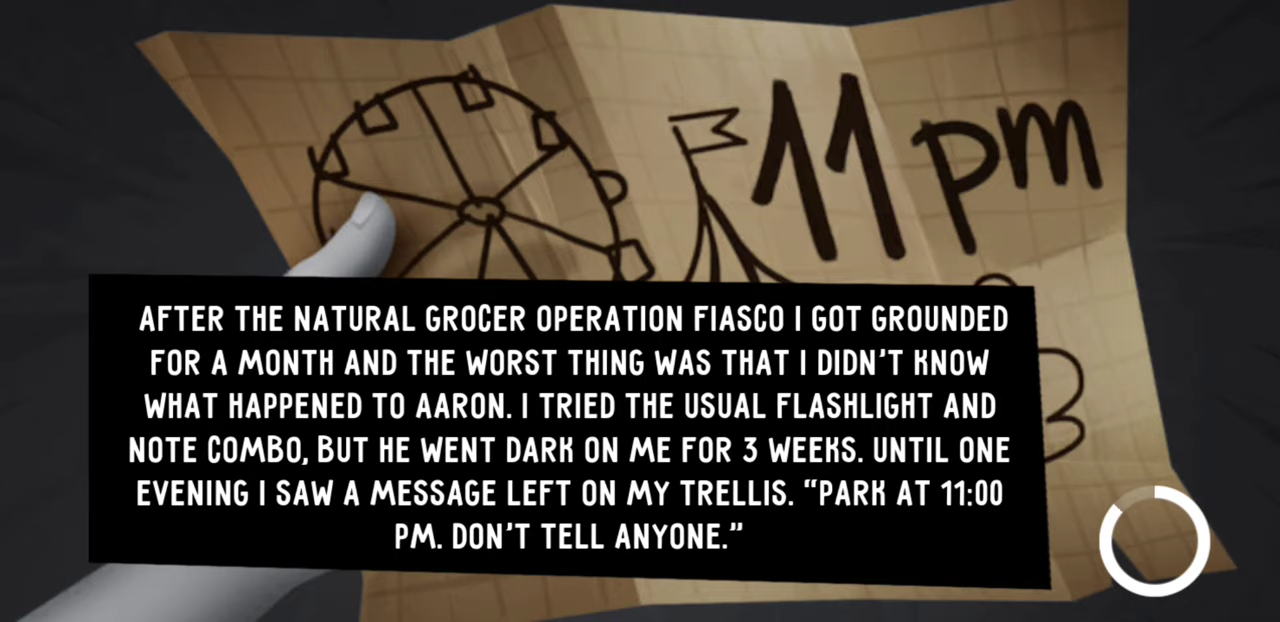 11 pm
AFTER THE NATURAL GROCER OPERATION FIASCO I GOT GROUNDED
FOR A MONTH AND THE WORST THING WAS THAT I DIDN'T KNOW
WHAT HAPPENED TO AARON. I TRIED THE USUAL FLASHLIGHT AND
NOTE COMBO, BUT HE WENT DARK ON ME FOR 3 WEEKS. UNTIL ONE
EVENING I SAW A MESSAGE LEFT ON MY TRELLIS. “PARK AT 11:00
PM. DON'T TELL ANYONE.”